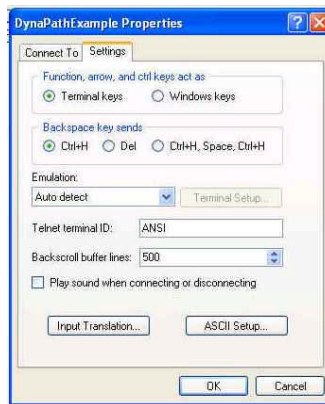 DynaPathExample Properties
Connect To Settings
Function, arrow, and ctrl keys act as
Terminal keys Windows keys
Backspace key sends
Ctrl+H Del Ctrl+H, Space, Ctrl+H
Emulation:
Auto detect Terminal Setup...
Telnet terminal ID: ANSI
Backscroll buffer lines: 500
Play sound when connecting or disconnecting
Input Translation... ASCII Setup...
OK Cancel